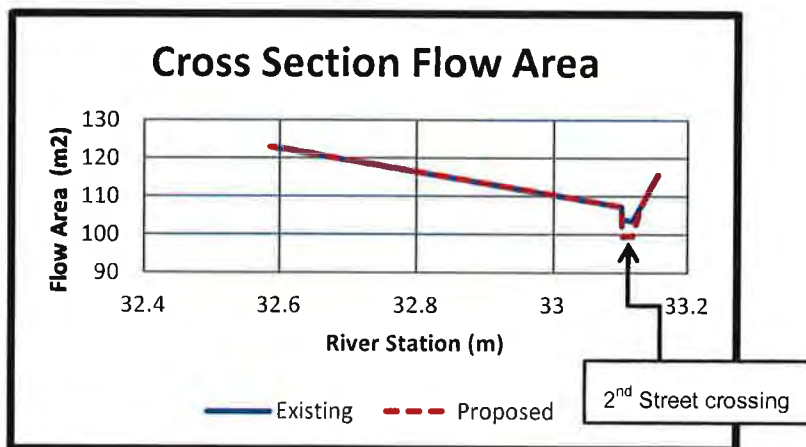 Cross Section Flow Area
Flow Area (m2)
130
120
110
100
90
32.4 32.6 32.8 33 33.2
River Station (m)
Existing Proposed
2nd Street crossing